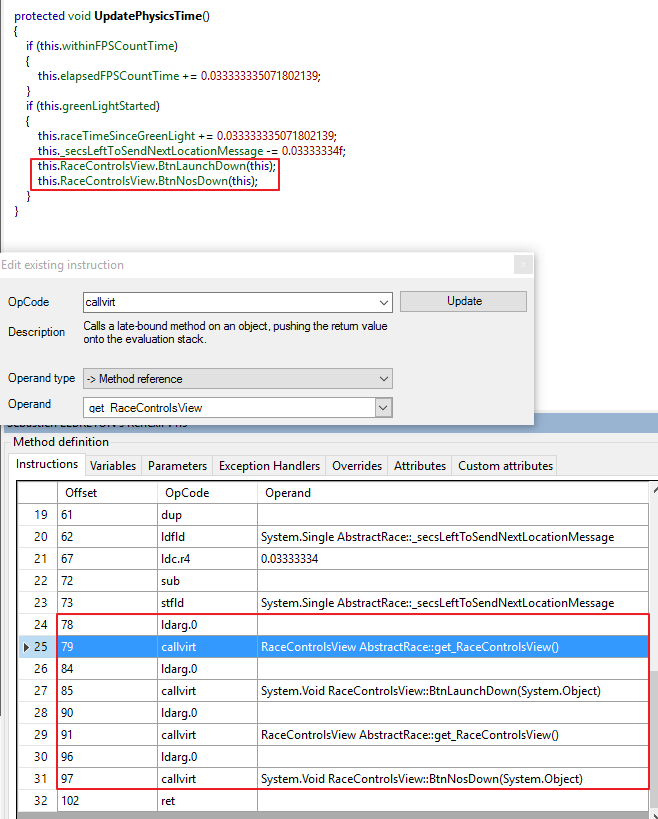 protected void UpdatePhysicsTime()
{
if (this.withinFPSCountTime)
{
this.elapsedFPSCountTime += 0.033333335071802139;
}
if (this.greenLightStarted)
{
this.raceTimeSinceGreenLight += 0.033333335071802139;
this._secsLeftToSendNextLocationMessage -= 0.03333334f;
this.RaceControlsView.BtnLaunchDown(this);
this.RaceControlsView.BtnNosDown(this);
}
}
Edit existing instruction
OpCode callvirt Update
Description Calls a late-bound method on an object, pushing the return value
onto the evaluation stack.
Operand type -> Method reference
Operand get_RaceControlsView
Method definition
Instructions Variables Parameters Exception Handlers Overrides Attributes Custom attributes
Offset OpCode Operand
19 61 dup
20 62 ldfld System.Single AbstractRace::_secsLeftToSendNextLocationMessage
21 67 ldc.r4 0.03333334
22 72 sub
23 73 stfld System.Single AbstractRace::_secsLeftToSendNextLocationMessage
24 78 ldarg.0
25 79 callvirt RaceControlsView AbstractRace::get_RaceControlsView()
26 84 ldarg.0
27 85 callvirt System.Void RaceControlsView::BtnLaunchDown(System.Object)
28 90 ldarg.0
29 91 callvirt RaceControlsView AbstractRace::get_RaceControlsView()
30 96 ldarg.0
31 97 callvirt System.Void RaceControlsView::BtnNosDown(System.Object)
32 102 ret